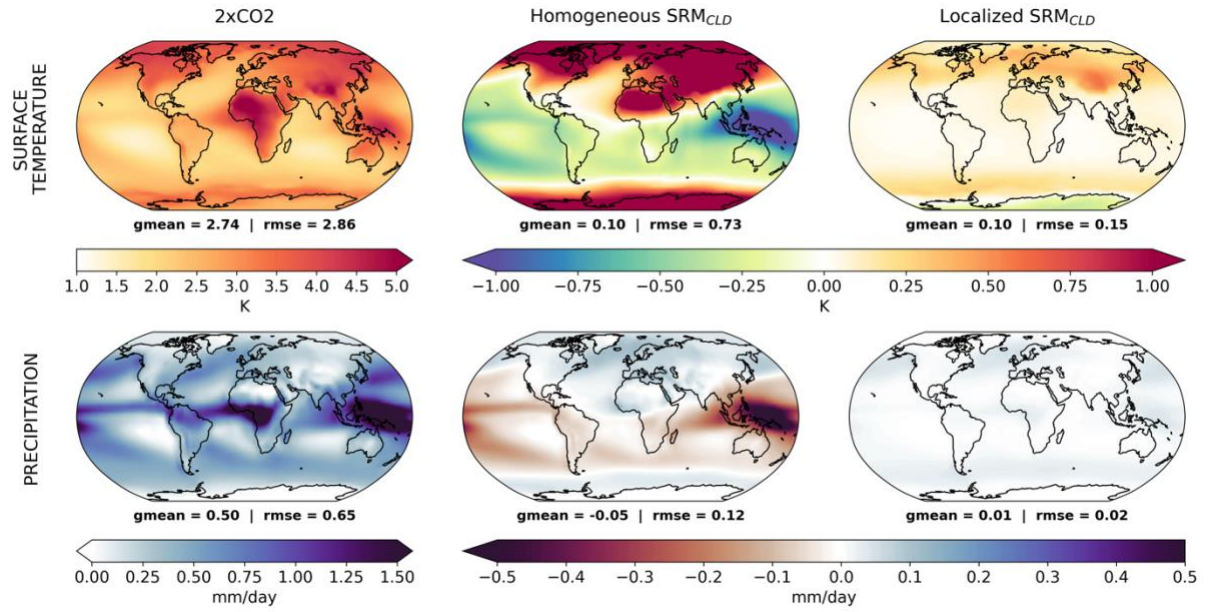 2xCO2
Homogeneous SRM_CLD
Localized SRM_CLD
SURFACE
TEMPERATURE
gmean = 2.74 | rmse = 2.86
gmean = 0.10 | rmse = 0.73
gmean = 0.10 | rmse = 0.15
1.0 1.5 2.0 2.5 3.0 3.5 4.0 4.5 5.0
K
−1.00 −0.75 −0.50 −0.25 0.00 0.25 0.50 0.75 1.00
K
PRECIPITATION
gmean = 0.50 | rmse = 0.65
gmean = -0.05 | rmse = 0.12
gmean = 0.01 | rmse = 0.02
0.00 0.25 0.50 0.75 1.00 1.25 1.50
mm/day
−0.5 −0.4 −0.3 −0.2 −0.1 0.0 0.1 0.2 0.3 0.4 0.5
mm/day